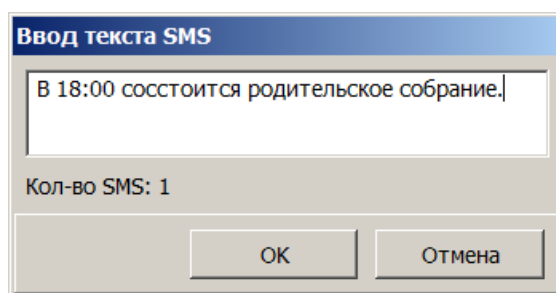 Ввод текста SMS
В 18:00 сосстоится родительское собрание.
Кол-во SMS: 1
OK
Отмена